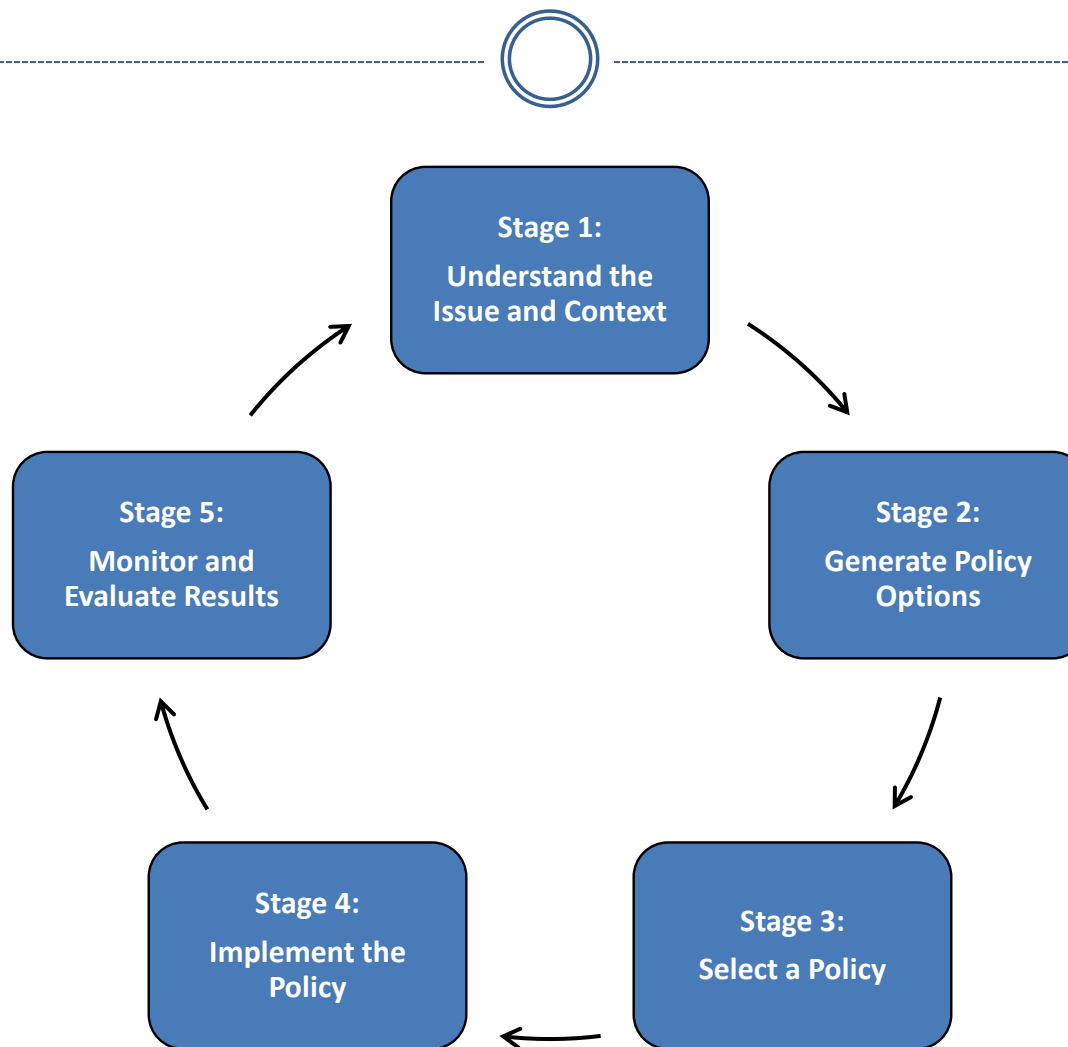 Stage 1:
Understand the
Issue and Context
Stage 2:
Generate Policy
Options
Stage 3:
Select a Policy
Stage 4:
Implement the
Policy
Stage 5:
Monitor and
Evaluate Results